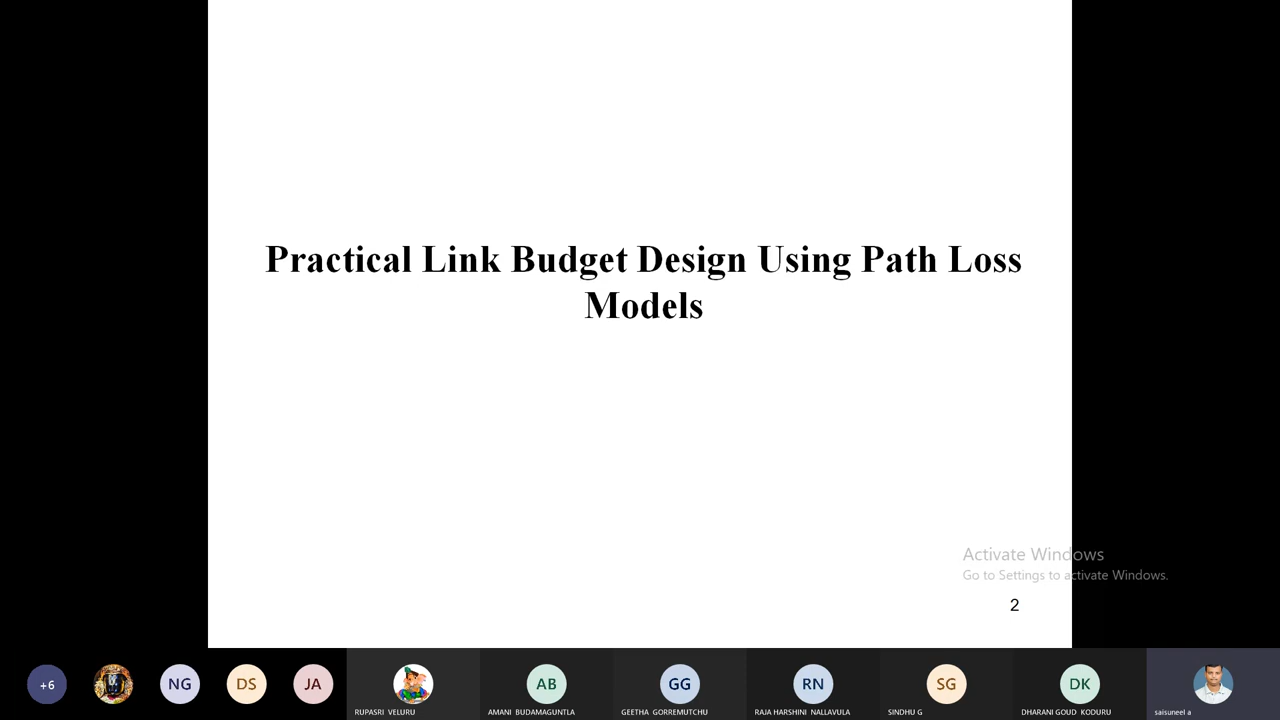 Practical Link Budget Design Using Path Loss
Models
Activate Windows
Go to Settings to activate Windows.
2
+6
NG
DS
JA
AB
GG
RN
SG
DK
RUPASRI VELURU
AMANI BUDAMAGUNTLA
GEETHA GORREMUTCHU
RAJA HARSHINI NALLAVULA
SINDHU G
DHARANI GOUD KODURU
saisuneel a